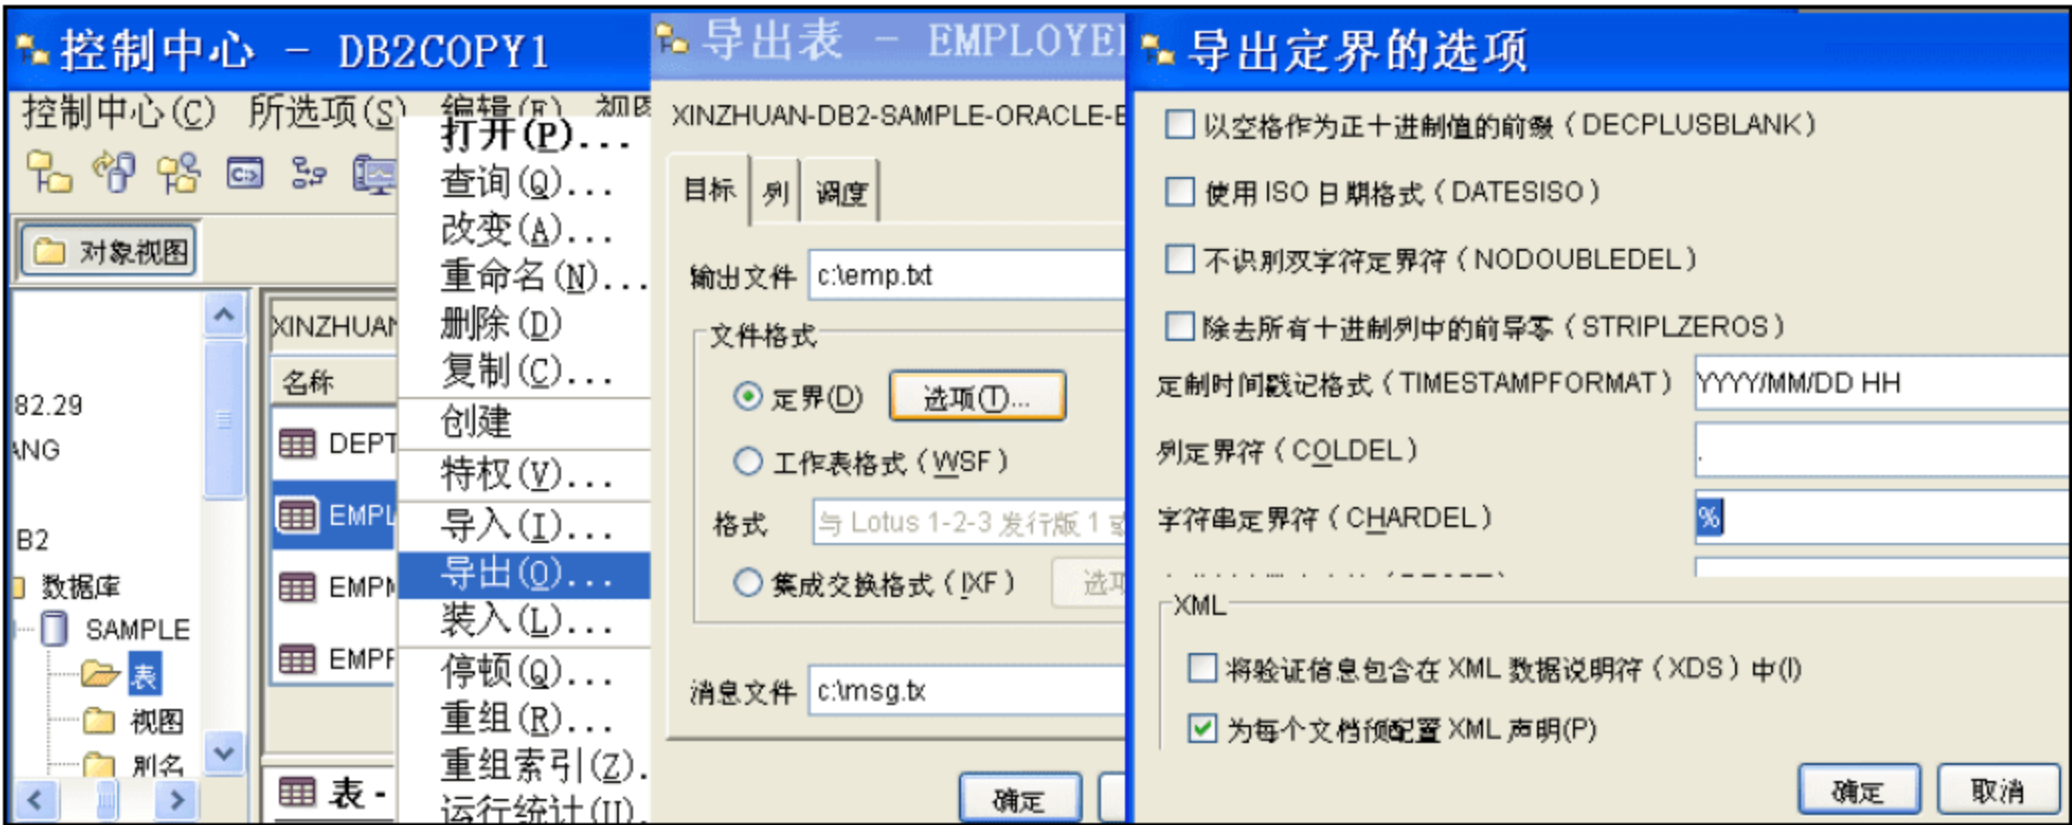 控制中心 - DB2COPY1
控制中心(C) 所选项(S) 编辑(E) 视图
对象视图
82.29
ANG
B2
数据库
SAMPLE
表
视图
别名
XINZHUAN
名称
DEPT
EMPL
EMPM
EMPF
表 -
打开(P)...
查询(Q)...
改变(A)...
重命名(N)...
删除(D)
复制(C)...
创建
特权(V)...
导入(I)...
导出(O)...
装入(L)...
停顿(Q)...
重组(R)...
重组索引(Z).
运行统计(U).
导出表 - EMPLOYEE
XINZHUAN-DB2-SAMPLE-ORACLE-E
目标 列 调度
输出文件 c:\emp.txt
文件格式
定界(D) 选项(T)...
工作表格式（WSF）
格式 与 Lotus 1-2-3 发行版 1 或
集成交换格式（IXF） 选项
消息文件 c:\msg.tx
确定
导出定界的选项
以空格作为正十进制值的前缀（DECPLUSBLANK）
使用 ISO 日期格式（DATESISO）
不识别双字符定界符（NODOUBLEDEL）
除去所有十进制列中的前导零（STRIPLZEROS）
定制时间戳记格式（TIMESTAMPFORMAT） YYYY/MM/DD HH
列定界符（COLDEL） .
字符串定界符（CHARDEL） %
XML
将验证信息包含在 XML 数据说明符（XDS）中(I)
为每个文档预配置 XML 声明(P)
确定 取消